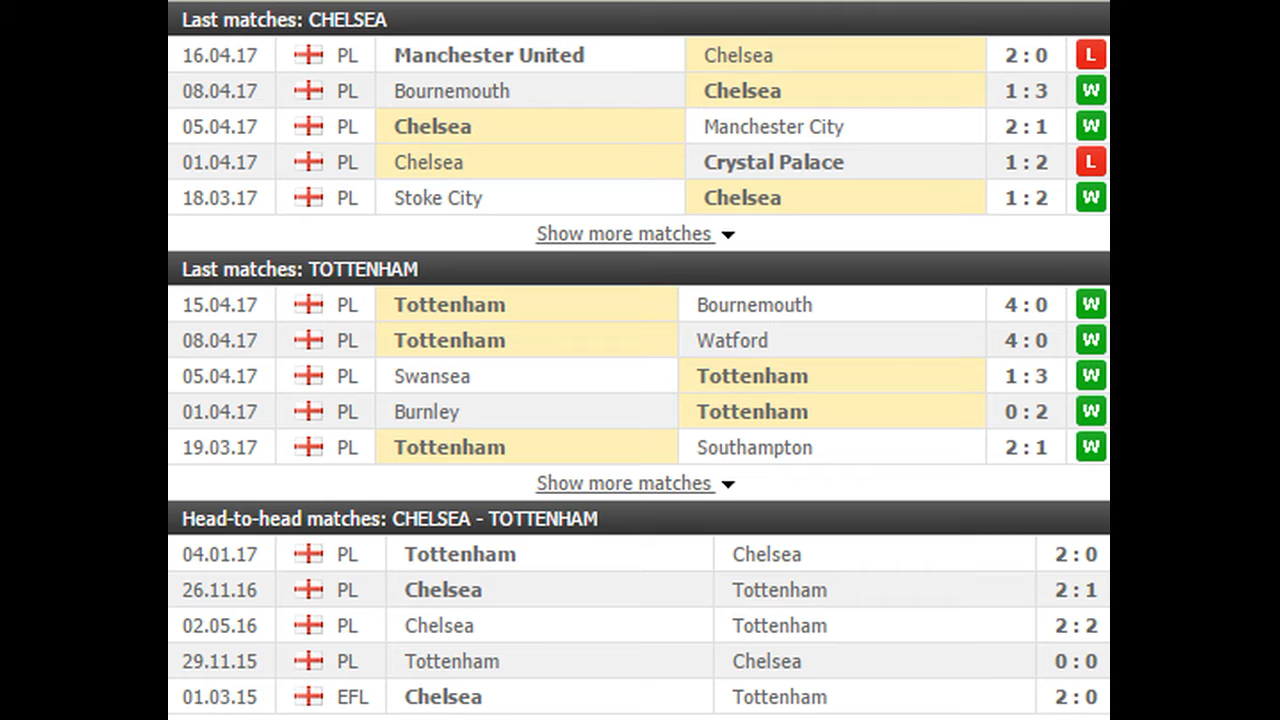 Last matches: CHELSEA
16.04.17 PL Manchester United Chelsea 2 : 0 L
08.04.17 PL Bournemouth Chelsea 1 : 3 W
05.04.17 PL Chelsea Manchester City 2 : 1 W
01.04.17 PL Chelsea Crystal Palace 1 : 2 L
18.03.17 PL Stoke City Chelsea 1 : 2 W
Show more matches
Last matches: TOTTENHAM
15.04.17 PL Tottenham Bournemouth 4 : 0 W
08.04.17 PL Tottenham Watford 4 : 0 W
05.04.17 PL Swansea Tottenham 1 : 3 W
01.04.17 PL Burnley Tottenham 0 : 2 W
19.03.17 PL Tottenham Southampton 2 : 1 W
Show more matches
Head-to-head matches: CHELSEA - TOTTENHAM
04.01.17 PL Tottenham Chelsea 2 : 0
26.11.16 PL Chelsea Tottenham 2 : 1
02.05.16 PL Chelsea Tottenham 2 : 2
29.11.15 PL Tottenham Chelsea 0 : 0
01.03.15 EFL Chelsea Tottenham 2 : 0